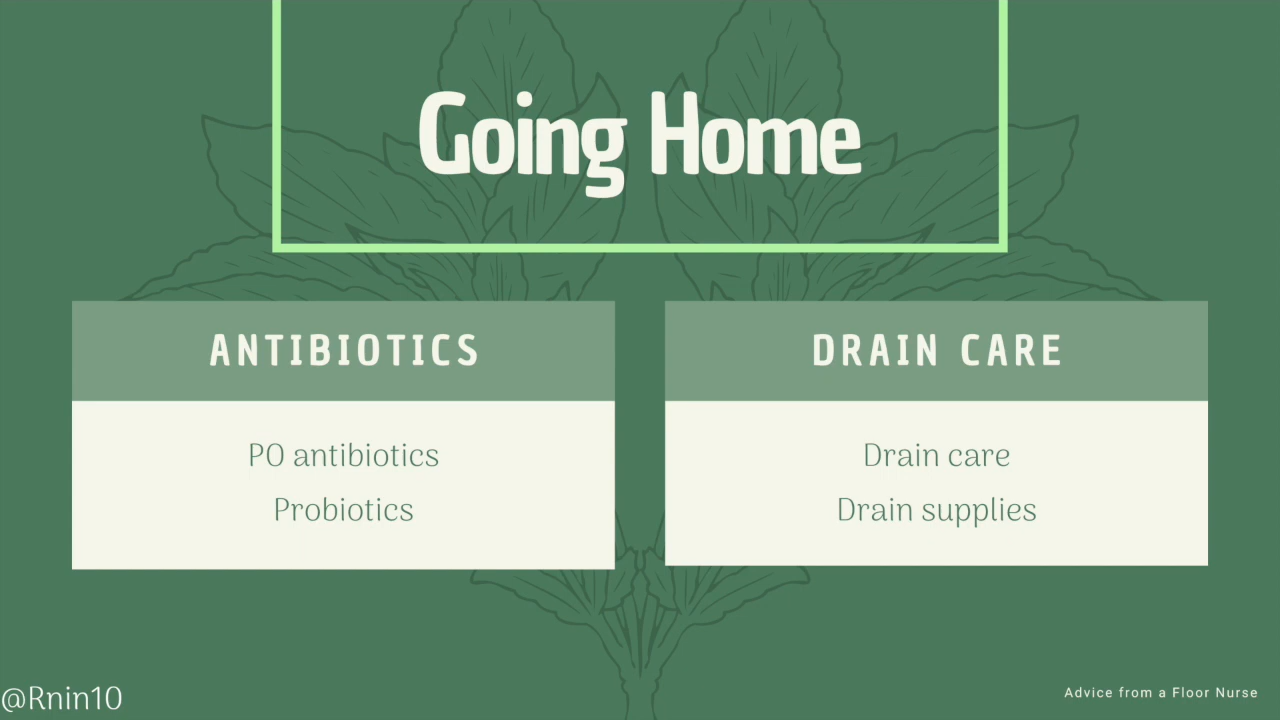 Going Home
ANTIBIOTICS
PO antibiotics
Probiotics
DRAIN CARE
Drain care
Drain supplies
@Rnin10
Advice from a Floor Nurse